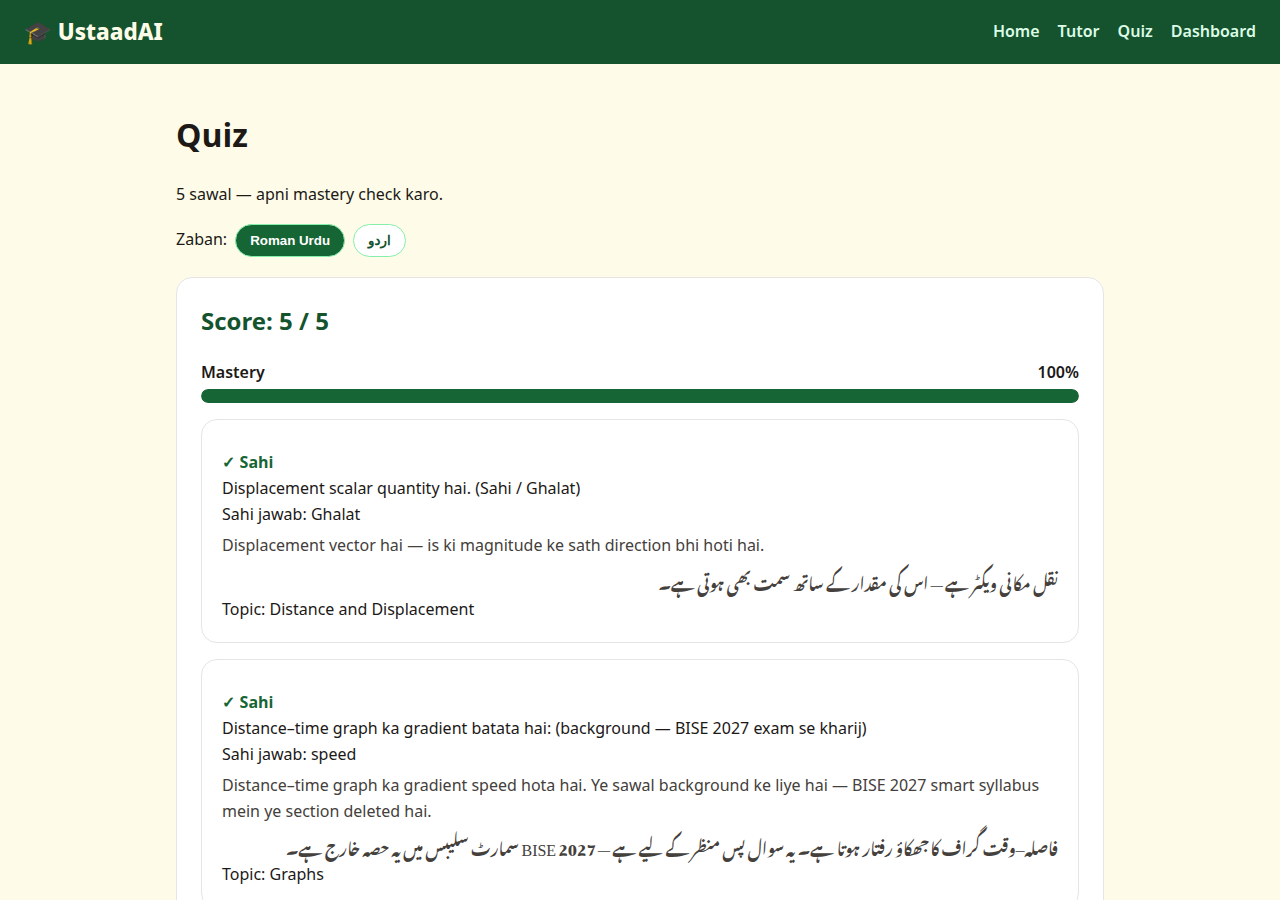 🎓 UstaadAI
Home Tutor Quiz Dashboard
Quiz
5 sawal — apni mastery check karo.
Zaban: Roman Urdu اردو
Score: 5 / 5
Mastery 100%
✓ Sahi
Displacement scalar quantity hai. (Sahi / Ghalat)
Sahi jawab: Ghalat
Displacement vector hai — is ki magnitude ke sath direction bhi hoti hai.
نقل مکانی ویکٹر ہے — اس کی مقدار کے ساتھ سمت بھی ہوتی ہے۔
Topic: Distance and Displacement
✓ Sahi
Distance–time graph ka gradient batata hai: (background — BISE 2027 exam se kharij)
Sahi jawab: speed
Distance–time graph ka gradient speed hota hai. Ye sawal background ke liye hai — BISE 2027 smart syllabus
mein ye section deleted hai.
فاصلہ–وقت گراف کا جھکاؤ رفتار ہوتا ہے۔ یہ سوال پس منظر کے لیے ہے — BISE 2027 سمارٹ سلیبس میں یہ حصہ خارج ہے۔
Topic: Graphs